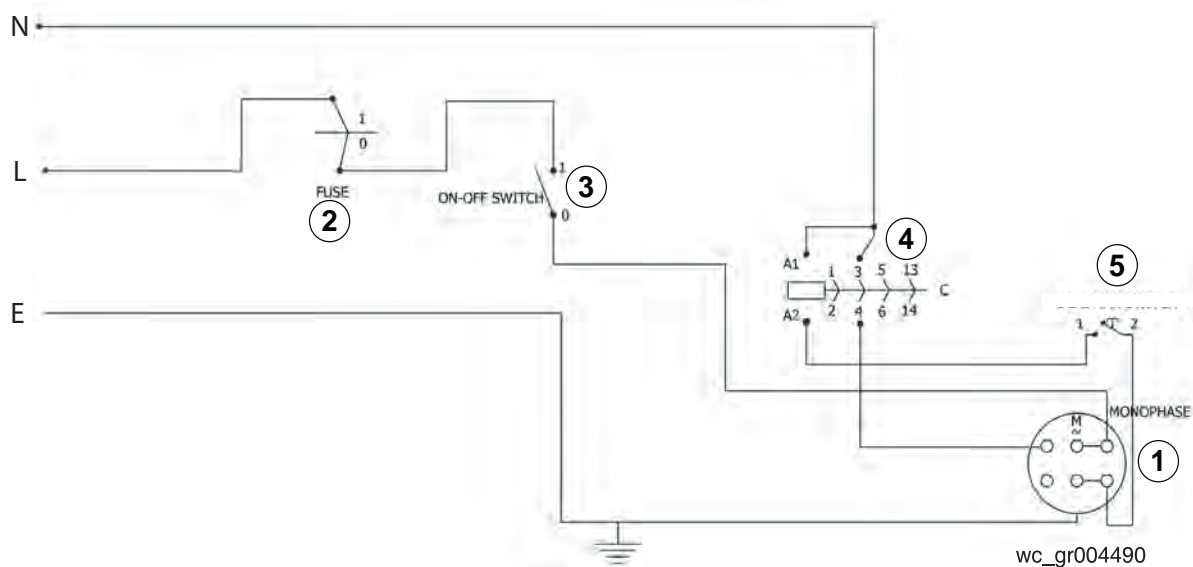 N
1
0
L
FUSE
2
ON-OFF SWITCH
1
3
0
4
A1
1 3 5 13
C
A2
2 4 6 14
5
E
1 T 2
MONOPHASE
M
~
1
wc_gr004490